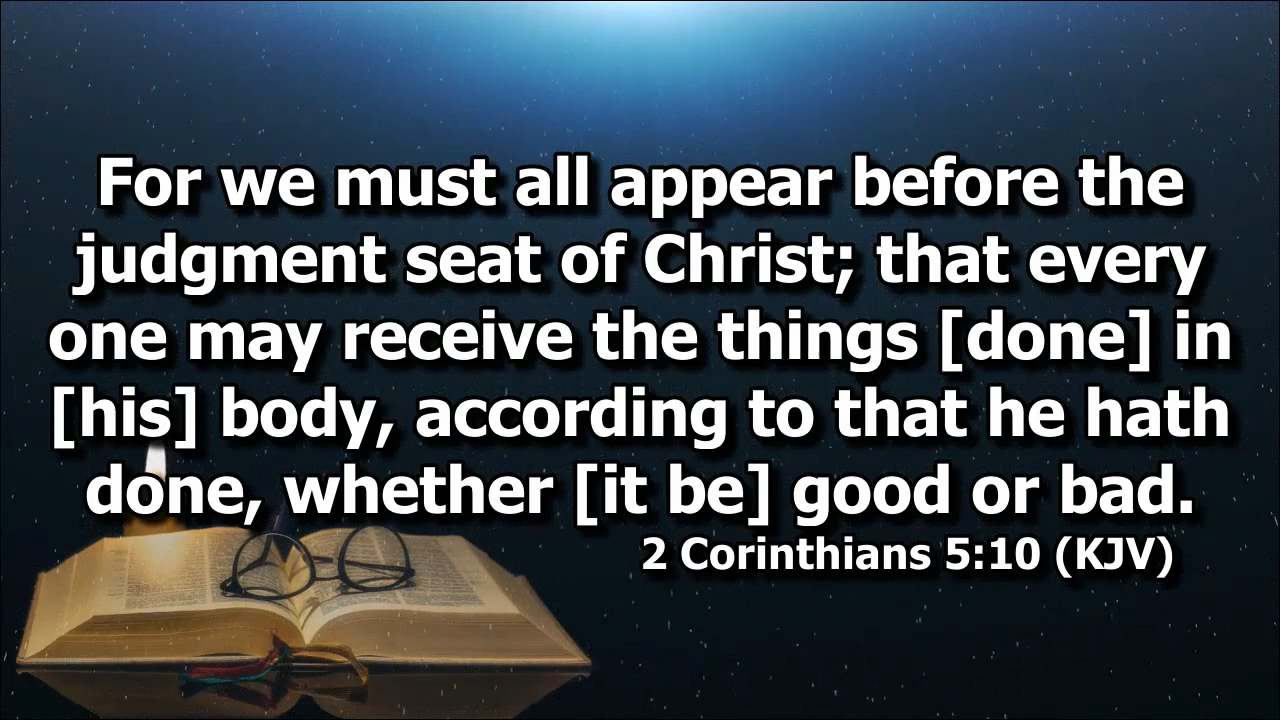 For we must all appear before the
judgment seat of Christ; that every
one may receive the things [done] in
[his] body, according to that he hath
done, whether [it be] good or bad.
2 Corinthians 5:10 (KJV)